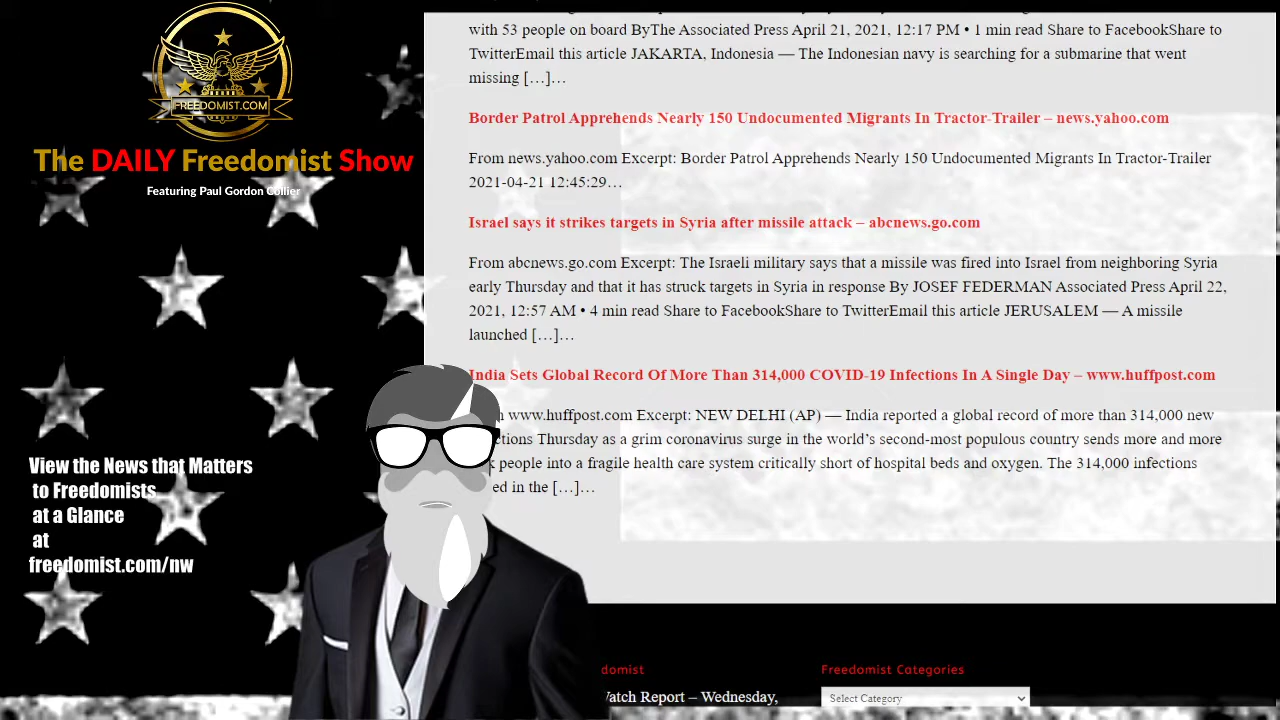 FREEDOMIST.COM
The DAILY Freedomist Show
Featuring Paul Gordon Collier
View the News that Matters
to Freedomists
at a Glance
at
freedomist.com/nw
with 53 people on board ByThe Associated Press April 21, 2021, 12:17 PM • 1 min read Share to FacebookShare to
TwitterEmail this article JAKARTA, Indonesia — The Indonesian navy is searching for a submarine that went
missing […]…
Border Patrol Apprehends Nearly 150 Undocumented Migrants In Tractor-Trailer – news.yahoo.com
From news.yahoo.com Excerpt: Border Patrol Apprehends Nearly 150 Undocumented Migrants In Tractor-Trailer
2021-04-21 12:45:29…
Israel says it strikes targets in Syria after missile attack – abcnews.go.com
From abcnews.go.com Excerpt: The Israeli military says that a missile was fired into Israel from neighboring Syria
early Thursday and that it has struck targets in Syria in response By JOSEF FEDERMAN Associated Press April 22,
2021, 12:57 AM • 4 min read Share to FacebookShare to TwitterEmail this article JERUSALEM — A missile
launched […]…
India Sets Global Record Of More Than 314,000 COVID-19 Infections In A Single Day – www.huffpost.com
www.huffpost.com Excerpt: NEW DELHI (AP) — India reported a global record of more than 314,000 new
ctions Thursday as a grim coronavirus surge in the world's second-most populous country sends more and more
people into a fragile health care system critically short of hospital beds and oxygen. The 314,000 infections
ed in the […]…
domist
Watch Report – Wednesday,
Freedomist Categories
Select Category